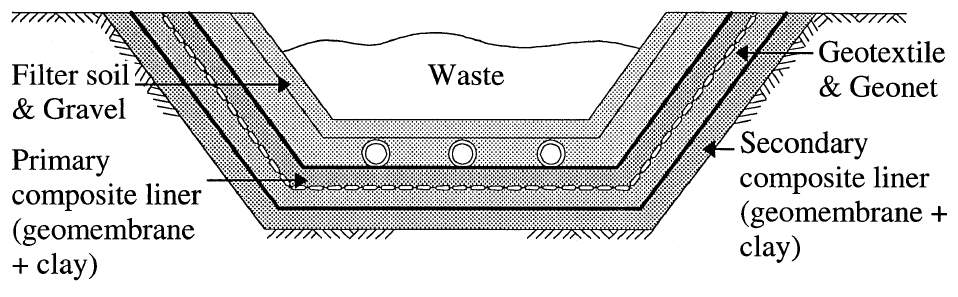 Filter soil
& Gravel
Primary
composite liner
(geomembrane
+ clay)
Waste
Geotextile
& Geonet
Secondary
composite liner
(geomembrane +
clay)